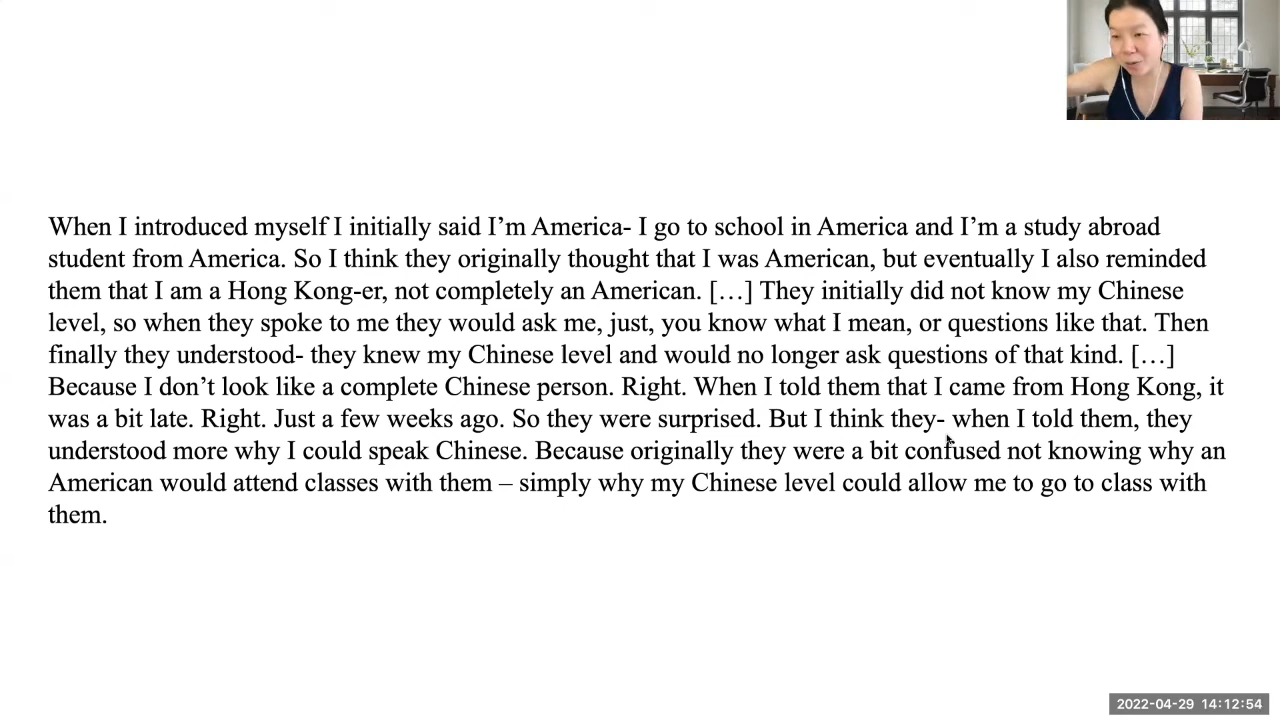 When I introduced myself I initially said I’m America- I go to school in America and I’m a study abroad
student from America. So I think they originally thought that I was American, but eventually I also reminded
them that I am a Hong Kong-er, not completely an American. […] They initially did not know my Chinese
level, so when they spoke to me they would ask me, just, you know what I mean, or questions like that. Then
finally they understood- they knew my Chinese level and would no longer ask questions of that kind. […]
Because I don’t look like a complete Chinese person. Right. When I told them that I came from Hong Kong, it
was a bit late. Right. Just a few weeks ago. So they were surprised. But I think they- when I told them, they
understood more why I could speak Chinese. Because originally they were a bit confused not knowing why an
American would attend classes with them – simply why my Chinese level could allow me to go to class with
them.
2022-04-29 14:12:54